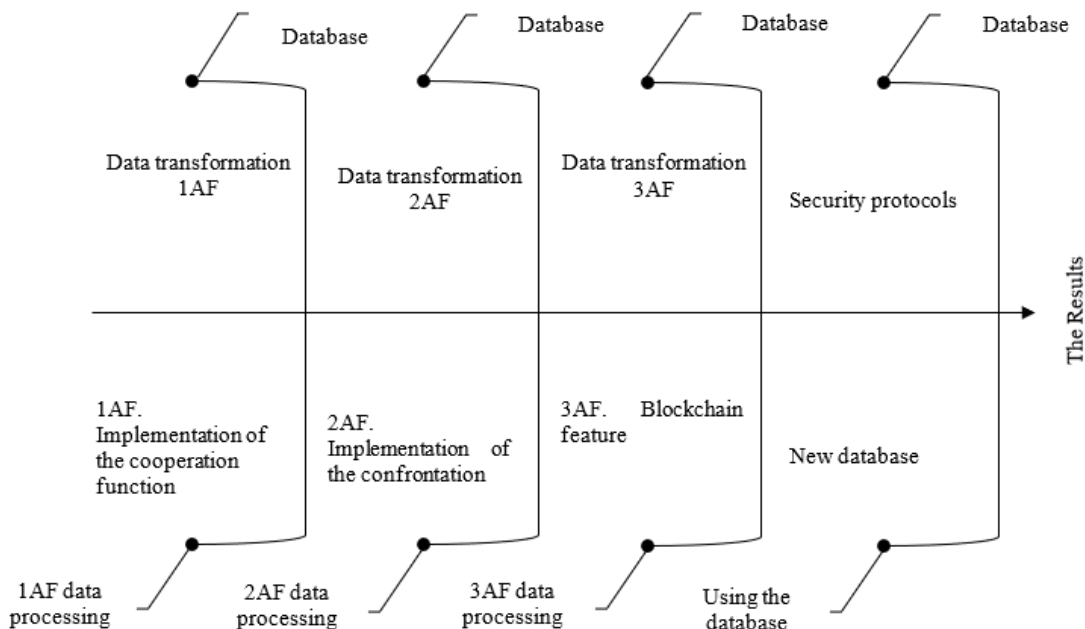 Database
Database
Database
Database
Data transformation
1AF
Data transformation
2AF
Data transformation
3AF
Security protocols
The Results
1AF.
Implementation of
the cooperation
function
2AF.
Implementation of
the confrontation
3AF. Blockchain
feature
New database
1AF data
processing
2AF data
processing
3AF data
processing
Using the
database